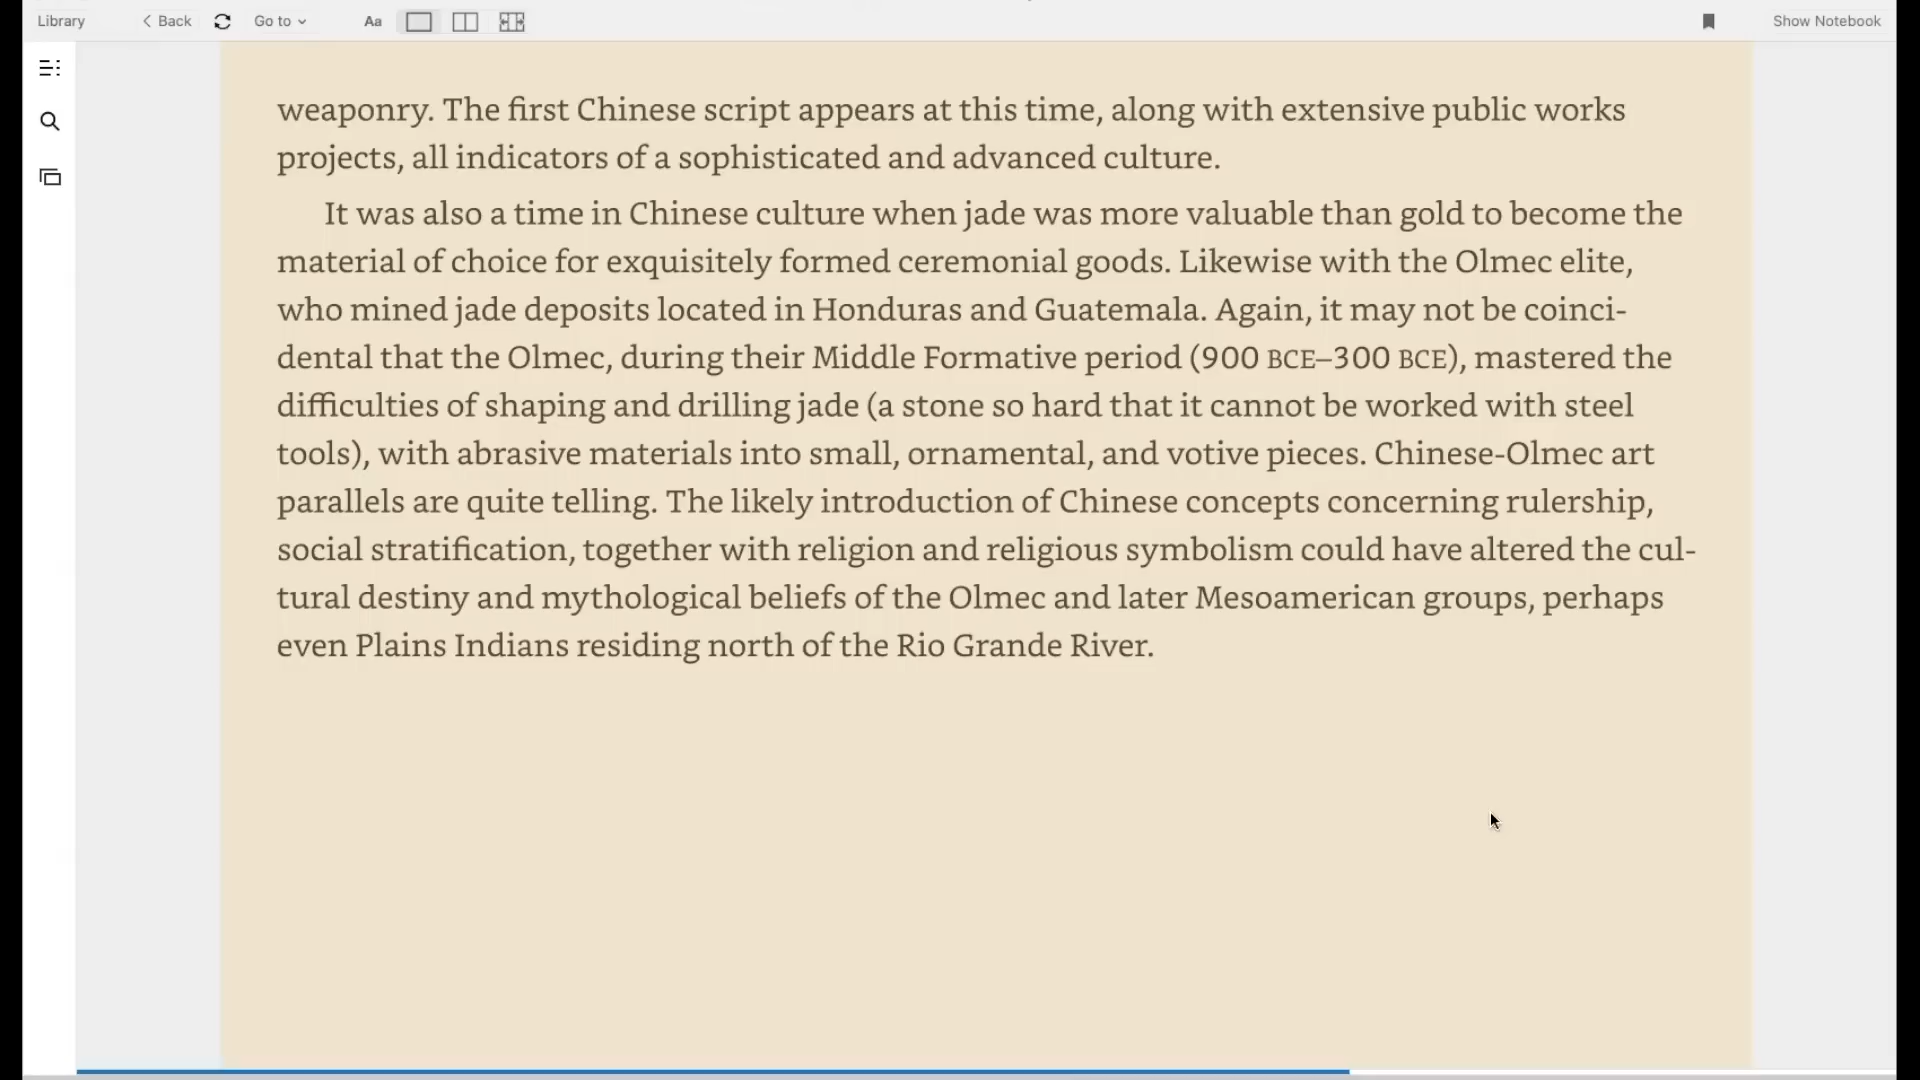 Library Back Go to Aa Show Notebook
weaponry. The first Chinese script appears at this time, along with extensive public works
projects, all indicators of a sophisticated and advanced culture.
It was also a time in Chinese culture when jade was more valuable than gold to become the
material of choice for exquisitely formed ceremonial goods. Likewise with the Olmec elite,
who mined jade deposits located in Honduras and Guatemala. Again, it may not be coinci-
dental that the Olmec, during their Middle Formative period (900 BCE–300 BCE), mastered the
difficulties of shaping and drilling jade (a stone so hard that it cannot be worked with steel
tools), with abrasive materials into small, ornamental, and votive pieces. Chinese-Olmec art
parallels are quite telling. The likely introduction of Chinese concepts concerning rulership,
social stratification, together with religion and religious symbolism could have altered the cul-
tural destiny and mythological beliefs of the Olmec and later Mesoamerican groups, perhaps
even Plains Indians residing north of the Rio Grande River.